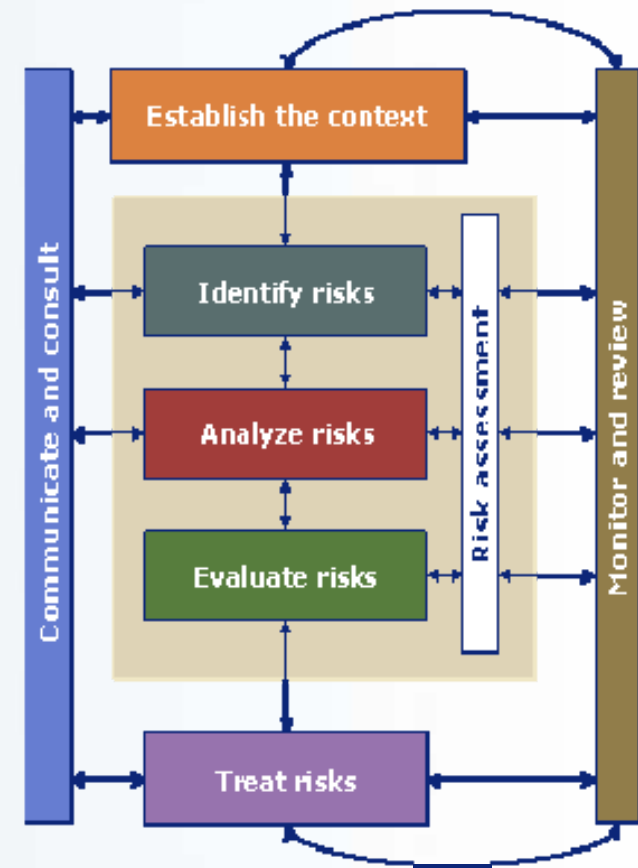 Establish the context
Communicate and consult
Identify risks
Analyze risks
Evaluate risks
Risk assessment
Monitor and review
Treat risks